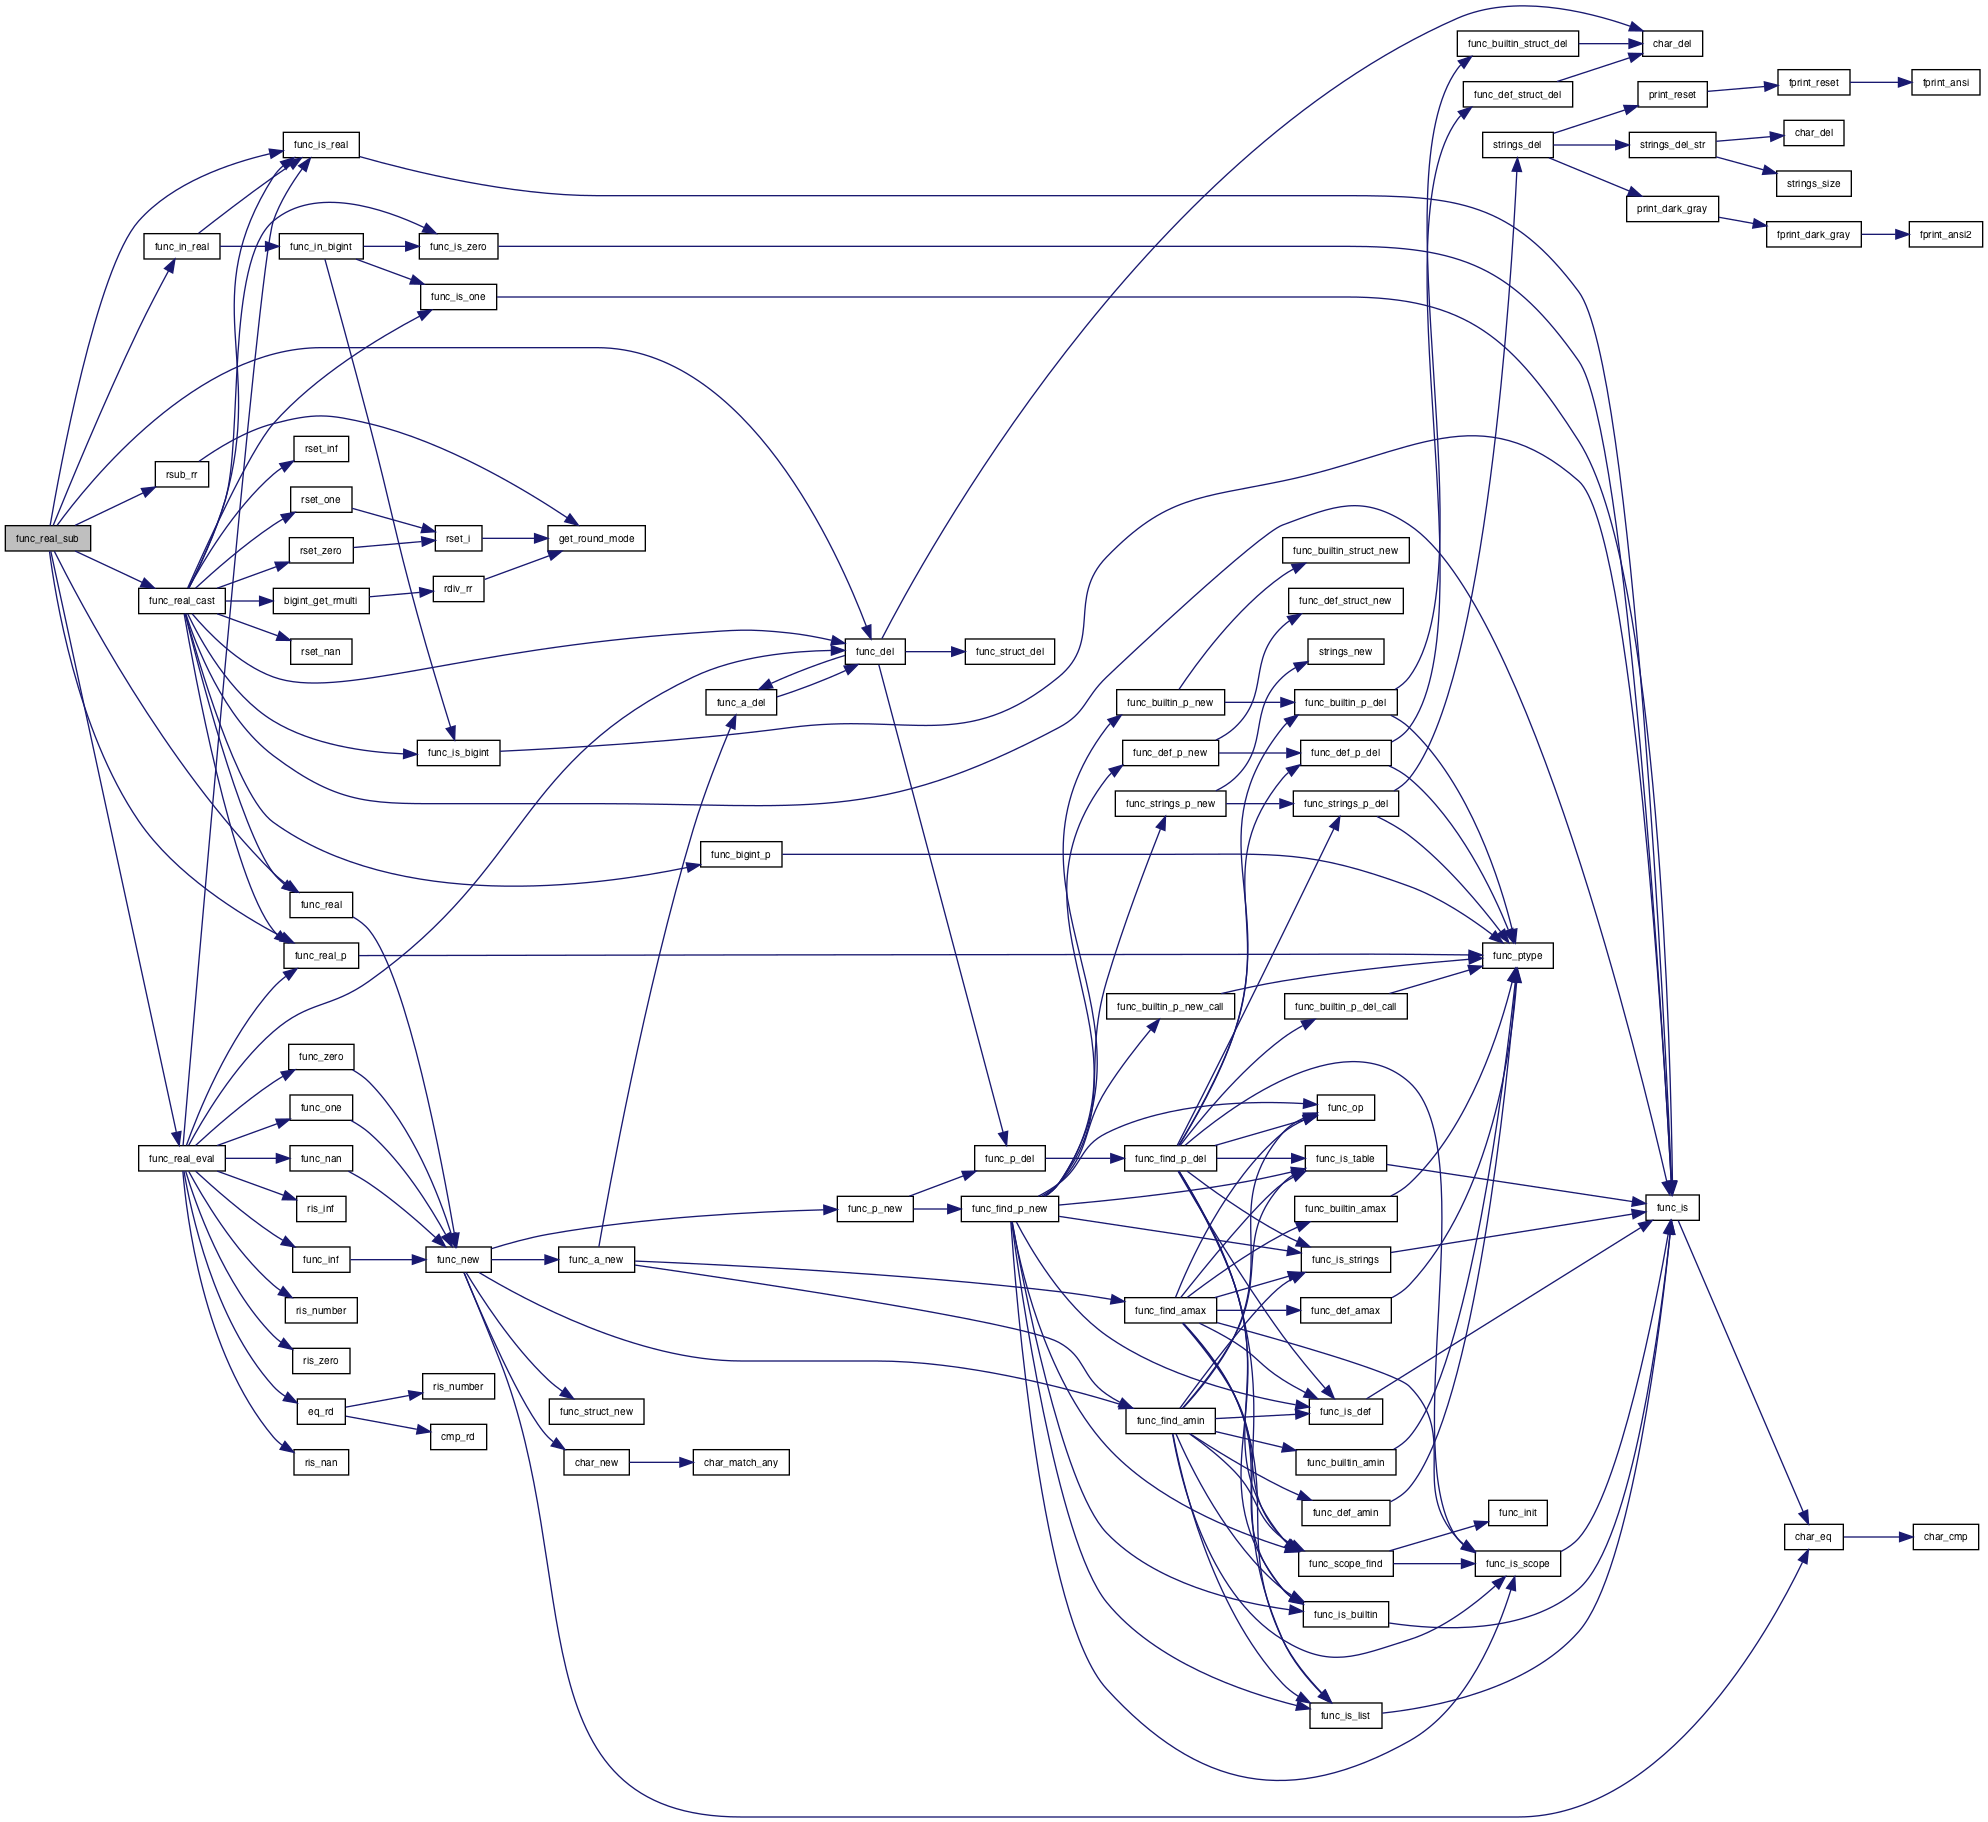 func_real_sub
func_is_real
func_in_real
rsub_rr
func_real_cast
func_real_eval
func_in_bigint
rset_inf
rset_one
rset_zero
bigint_get_rmulti
rset_nan
func_real
func_real_p
func_zero
func_one
func_nan
ris_inf
func_inf
ris_number
ris_zero
eq_rd
ris_nan
func_is_zero
func_is_one
rset_i
rdiv_rr
func_is_bigint
func_new
ris_number
cmp_rd
get_round_mode
func_a_new
func_struct_new
char_new
func_a_del
func_bigint_p
char_match_any
func_del
func_p_new
func_struct_del
func_p_del
func_find_p_new
func_builtin_p_new
func_def_p_new
func_strings_p_new
func_builtin_p_new_call
func_find_p_del
func_find_amax
func_find_amin
func_builtin_struct_new
func_def_struct_new
strings_new
func_builtin_p_del
func_def_p_del
func_strings_p_del
func_builtin_p_del_call
func_op
func_is_table
func_builtin_amax
func_is_strings
func_def_amax
func_is_def
func_builtin_amin
func_def_amin
func_scope_find
func_is_builtin
func_is_list
func_builtin_struct_del
func_def_struct_del
strings_del
func_ptype
func_init
func_is_scope
char_del
print_reset
strings_del_str
print_dark_gray
func_is
fprint_reset
char_del
strings_size
fprint_dark_gray
char_eq
fprint_ansi
fprint_ansi2
char_cmp